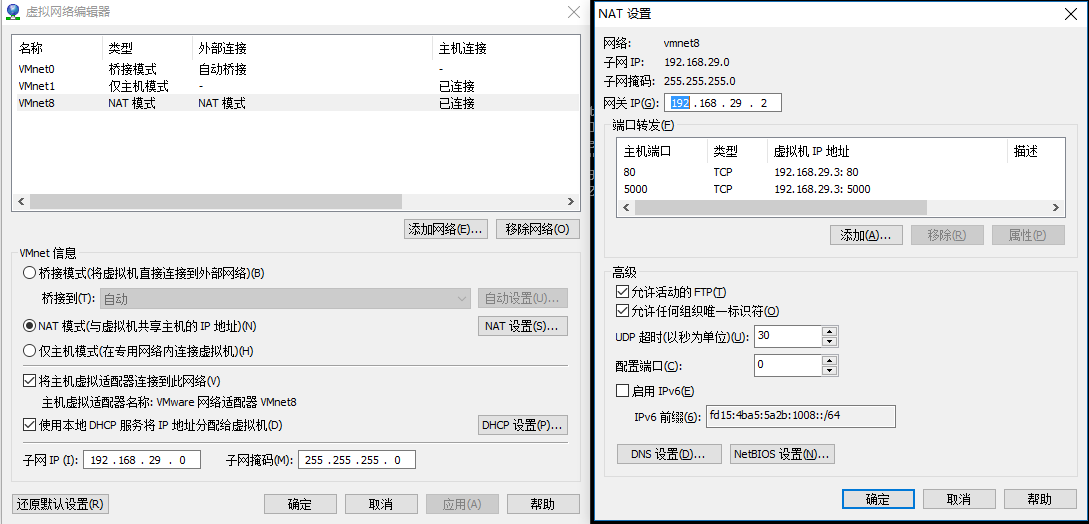 虚拟网络编辑器
名称 类型 外部连接 主机连接
VMnet0 桥接模式 自动桥接 -
VMnet1 仅主机模式 - 已连接
VMnet8 NAT 模式 NAT 模式 已连接
添加网络(E)... 移除网络(O)
VMnet 信息
桥接模式(将虚拟机直接连接到外部网络)(B)
桥接到(T): 自动 自动设置(U)...
NAT 模式(与虚拟机共享主机的 IP 地址)(N) NAT 设置(S)...
仅主机模式(在专用网络内连接虚拟机)(H)
将主机虚拟适配器连接到此网络(V)
主机虚拟适配器名称: VMware 网络适配器 VMnet8
使用本地 DHCP 服务将 IP 地址分配给虚拟机(D) DHCP 设置(P)...
子网 IP (I): 192 . 168 . 29 . 0 子网掩码(M): 255 . 255 . 255 . 0
还原默认设置(R) 确定 取消 应用(A) 帮助
NAT 设置
网络: vmnet8
子网 IP: 192.168.29.0
子网掩码: 255.255.255.0
网关 IP(G): 192 . 168 . 29 . 2
端口转发(F)
主机端口 类型 虚拟机 IP 地址 描述
80 TCP 192.168.29.3: 80
5000 TCP 192.168.29.3: 5000
添加(A)... 移除(R) 属性(P)
高级
允许活动的 FTP(T)
允许任何组织唯一标识符(O)
UDP 超时(以秒为单位)(U): 30
配置端口(C): 0
启用 IPv6(E)
IPv6 前缀(6): fd15:4ba5:5a2b:1008::/64
DNS 设置(D)... NetBIOS 设置(N)...
确定 取消 帮助